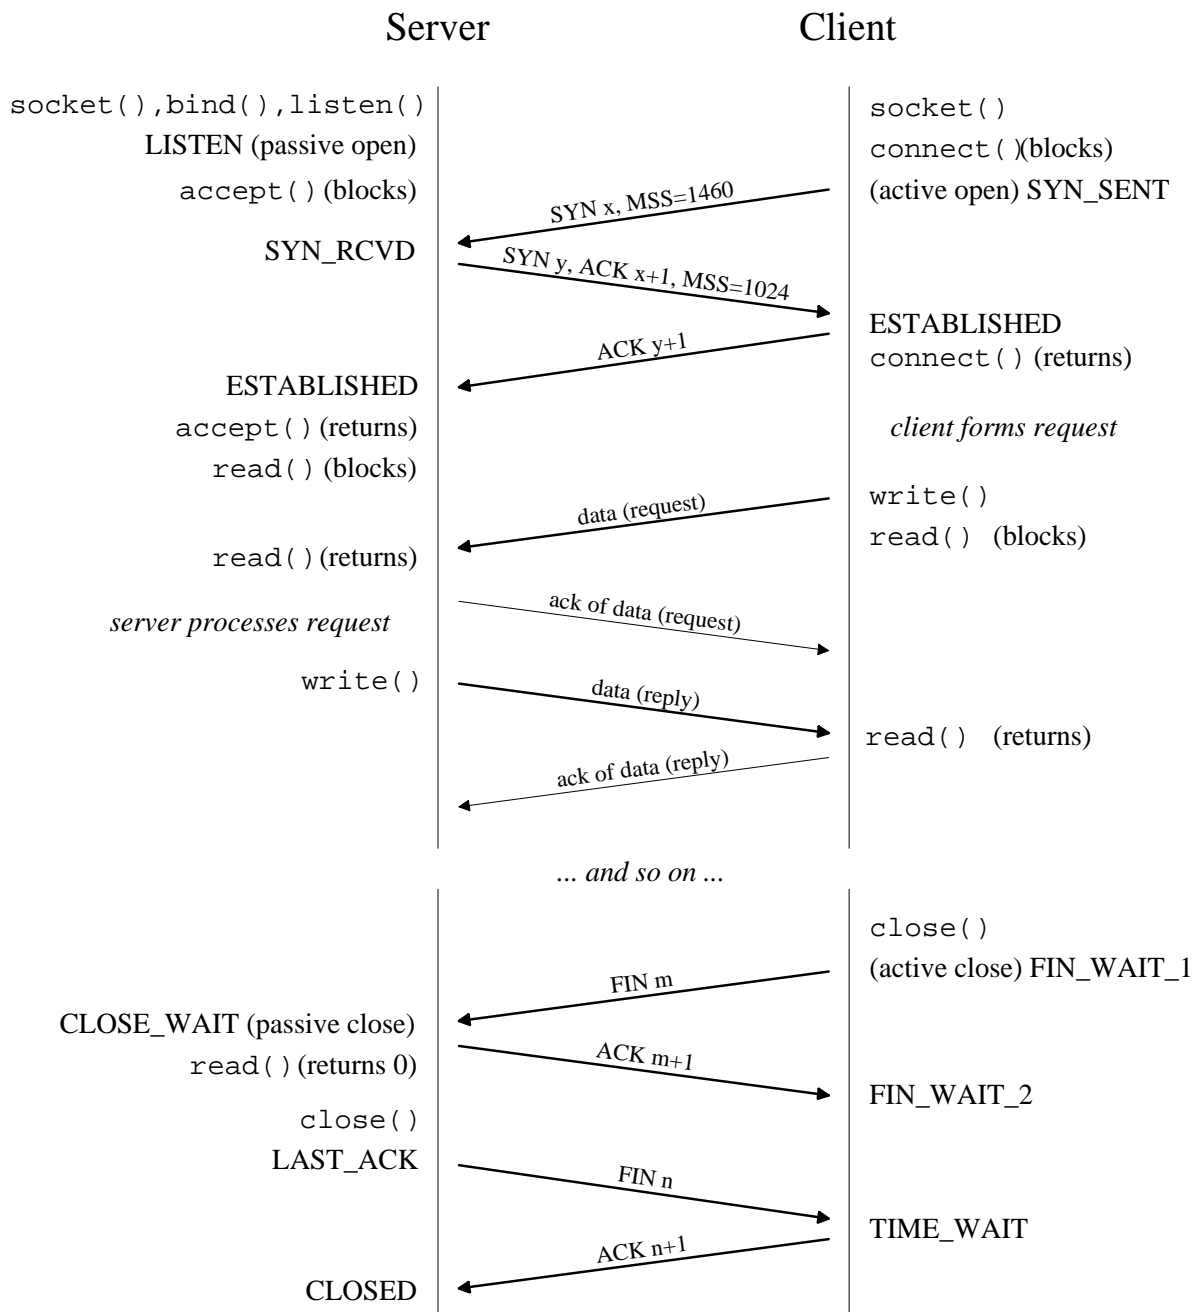 Server Client
socket(),bind(),listen() socket()
LISTEN (passive open) connect()(blocks)
accept() (blocks) (active open) SYN_SENT
SYN x, MSS=1460
SYN_RCVD
SYN y, ACK x+1, MSS=1024
ESTABLISHED
ACK y+1
connect() (returns)
ESTABLISHED
accept() (returns) client forms request
read() (blocks)
write()
data (request)
read() (blocks)
read() (returns)
ack of data (request)
server processes request
write()
data (reply)
read() (returns)
ack of data (reply)
... and so on ...
close()
(active close) FIN_WAIT_1
FIN m
CLOSE_WAIT (passive close)
ACK m+1
read() (returns 0)
FIN_WAIT_2
close()
LAST_ACK
FIN n
TIME_WAIT
ACK n+1
CLOSED